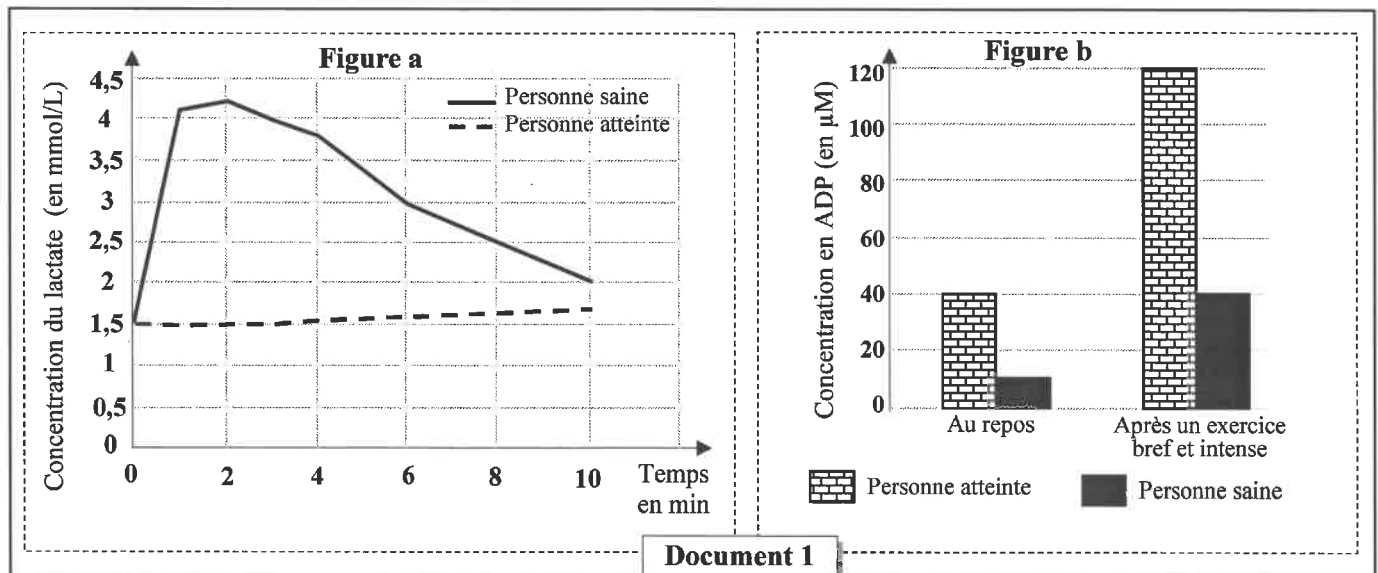 Figure a
Concentration du lactate (en mmol/L)
4,5
4
3,5
3
2,5
2
1,5
1
0,5
0
Personne saine
Personne atteinte
0 2 4 6 8 10 Temps
en min
Figure b
Concentration en ADP (en µM)
120
100
80
60
40
20
0
Au repos
Après un exercice
bref et intense
Personne atteinte
Personne saine
Document 1